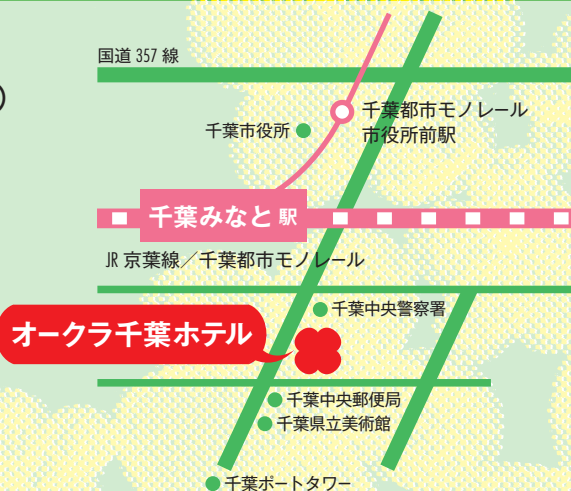 国道 357 線
)
千葉都市モノレール
市役所前駅
千葉市役所
千葉みなと 駅
JR 京葉線／千葉都市モノレール
千葉中央警察署
オークラ千葉ホテル
千葉中央郵便局
千葉県立美術館
千葉ポートタワー